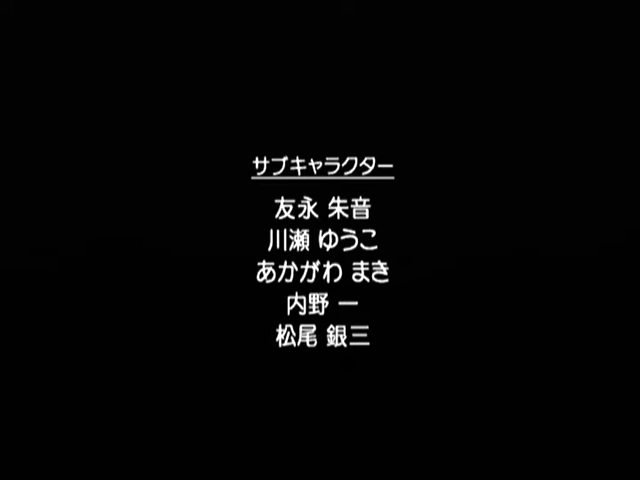 サブキャラクター
友永 朱音
川瀬 ゆうこ
あかがわ まき
内野 一
松尾 銀三